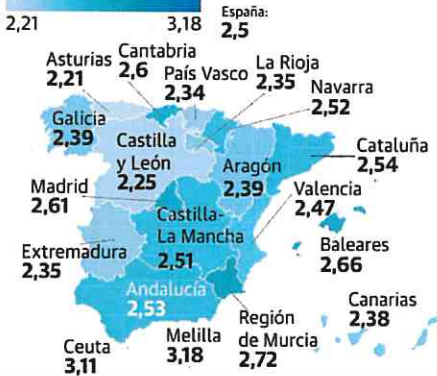 2,21
3,18
España:
2,5
Asturias
2,21
Cantabria
2,6
País Vasco
2,34
La Rioja
2,35
Navarra
2,52
Galicia
2,39
Castilla
y León
2,25
Aragón
2,39
Cataluña
2,54
Madrid
2,61
Castilla-
La Mancha
2,51
Valencia
2,47
Extremadura
2,35
Baleares
2,66
Andalucía
2,53
Canarias
2,38
Ceuta
3,11
Melilla
3,18
Región
de Murcia
2,72